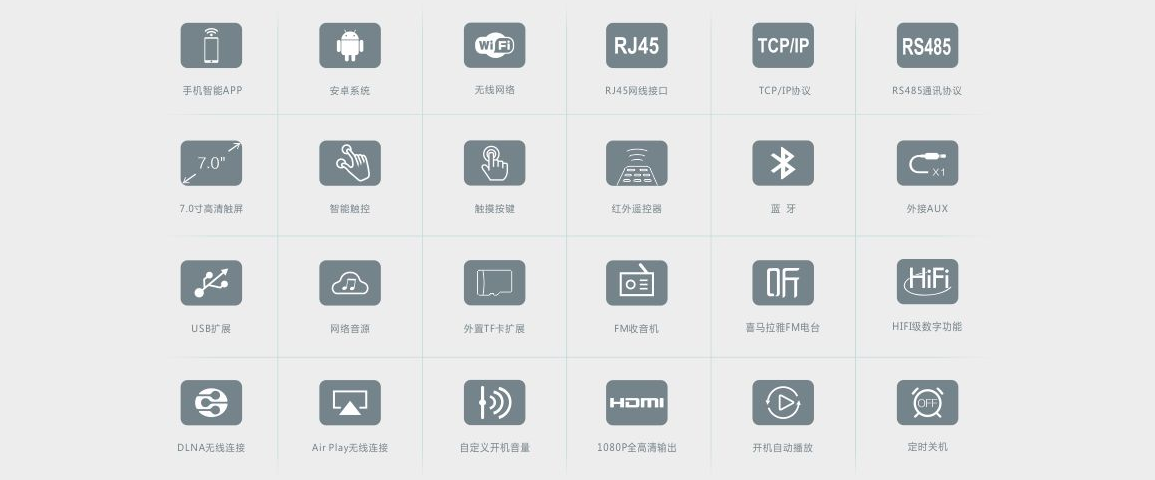 WiFi
RJ45
TCP/IP
RS485
手机智能APP
安卓系统
无线网络
RJ45网线接口
TCP/IP协议
RS485通讯协议
7.0"
X1
7.0寸高清触屏
智能触控
触摸按键
红外遥控器
蓝 牙
外接AUX
听
HiFi
USB扩展
网络音源
外置TF卡扩展
FM收音机
喜马拉雅FM电台
HIFI级数字功能
HDMI
OFF
DLNA无线连接
Air Play无线连接
自定义开机音量
1080P全高清输出
开机自动播放
定时关机